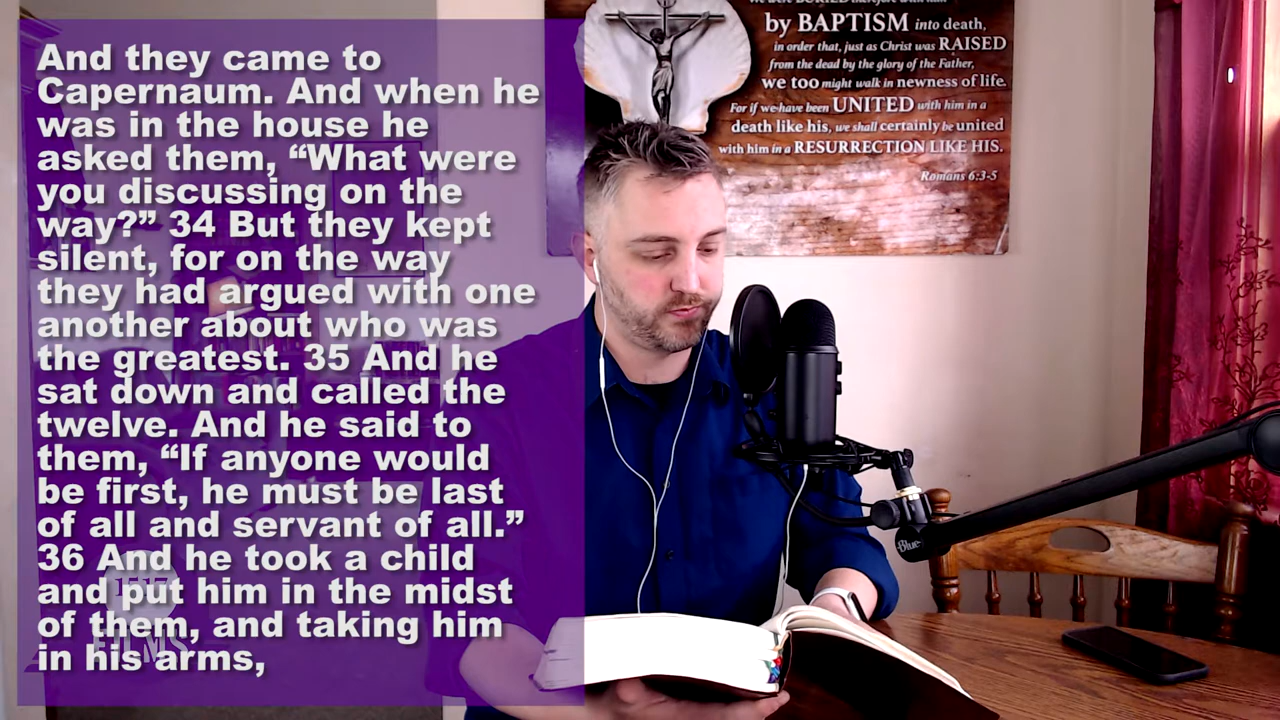 And they came to
Capernaum. And when he
was in the house he
asked them, “What were
you discussing on the
way?” 34 But they kept
silent, for on the way
they had argued with one
another about who was
the greatest. 35 And he
sat down and called the
twelve. And he said to
them, “If anyone would
be first, he must be last
of all and servant of all.”
36 And he took a child
and put him in the midst
of them, and taking him
in his arms,
FILMS
by BAPTISM into death,
in order that, just as Christ was RAISED
from the dead by the glory of the Father,
we too might walk in newness of life.
For if we have been UNITED with him in a
death like his, we shall certainly be united
with him in a RESURRECTION LIKE HIS.
Romans 6:3-5
Blue